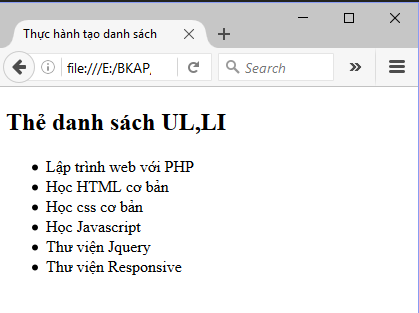 Thực hành tạo danh sách
file:///E:/BKAP,
Search
Thẻ danh sách UL,LI
Lập trình web với PHP
Học HTML cơ bản
Học css cơ bản
Học Javascript
Thư viện Jquery
Thư viện Responsive